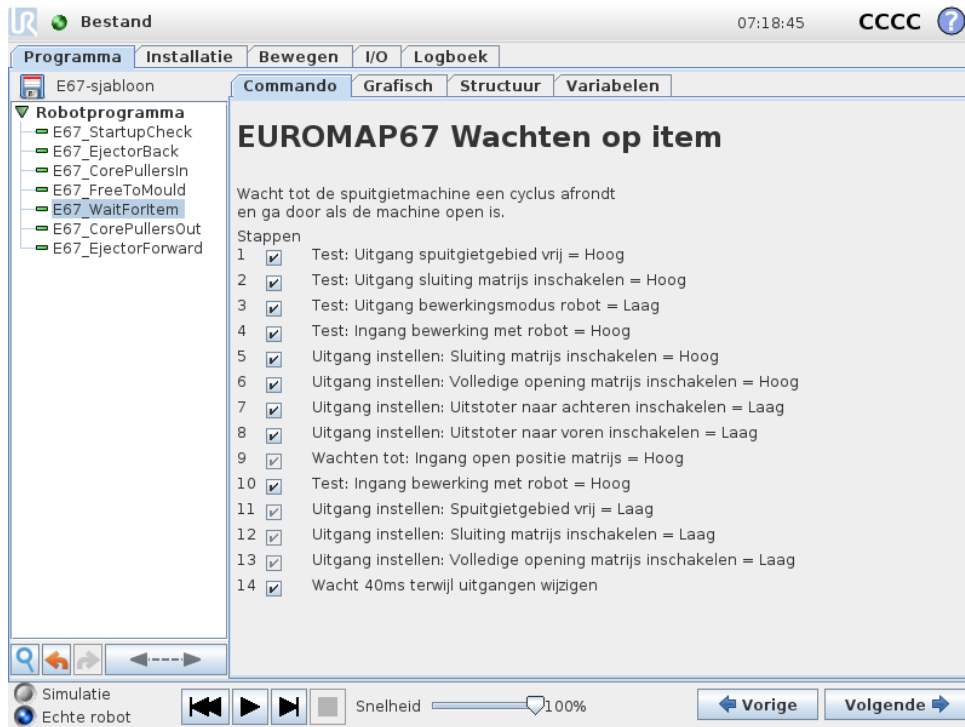 UR Bestand 07:18:45 CCCC ?
Programma Installatie Bewegen I/O Logboek
E67-sjabloon
Commando Grafisch Structuur Variabelen
Robotprogramma
E67_StartupCheck
E67_EjectorBack
E67_CorePullersIn
E67_FreeToMould
E67_WaitForItem
E67_CorePullersOut
E67_EjectorForward
EUROMAP67 Wachten op item
Wacht tot de spuitgietmachine een cyclus afrondt
en ga door als de machine open is.
Stappen
1 Test: Uitgang spuitgietgebied vrij = Hoog
2 Test: Uitgang sluiting matrijs inschakelen = Hoog
3 Test: Uitgang bewerkingsmodus robot = Laag
4 Test: Ingang bewerking met robot = Hoog
5 Uitgang instellen: Sluiting matrijs inschakelen = Hoog
6 Uitgang instellen: Volledige opening matrijs inschakelen = Hoog
7 Uitgang instellen: Uitstoter naar achteren inschakelen = Laag
8 Uitgang instellen: Uitstoter naar voren inschakelen = Laag
9 Wachten tot: Ingang open positie matrijs = Hoog
10 Test: Ingang bewerking met robot = Hoog
11 Uitgang instellen: Spuitgietgebied vrij = Laag
12 Uitgang instellen: Sluiting matrijs inschakelen = Laag
13 Uitgang instellen: Volledige opening matrijs inschakelen = Laag
14 Wacht 40ms terwijl uitgangen wijzigen
Simulatie
Echte robot
Snelheid 100%
Vorige Volgende